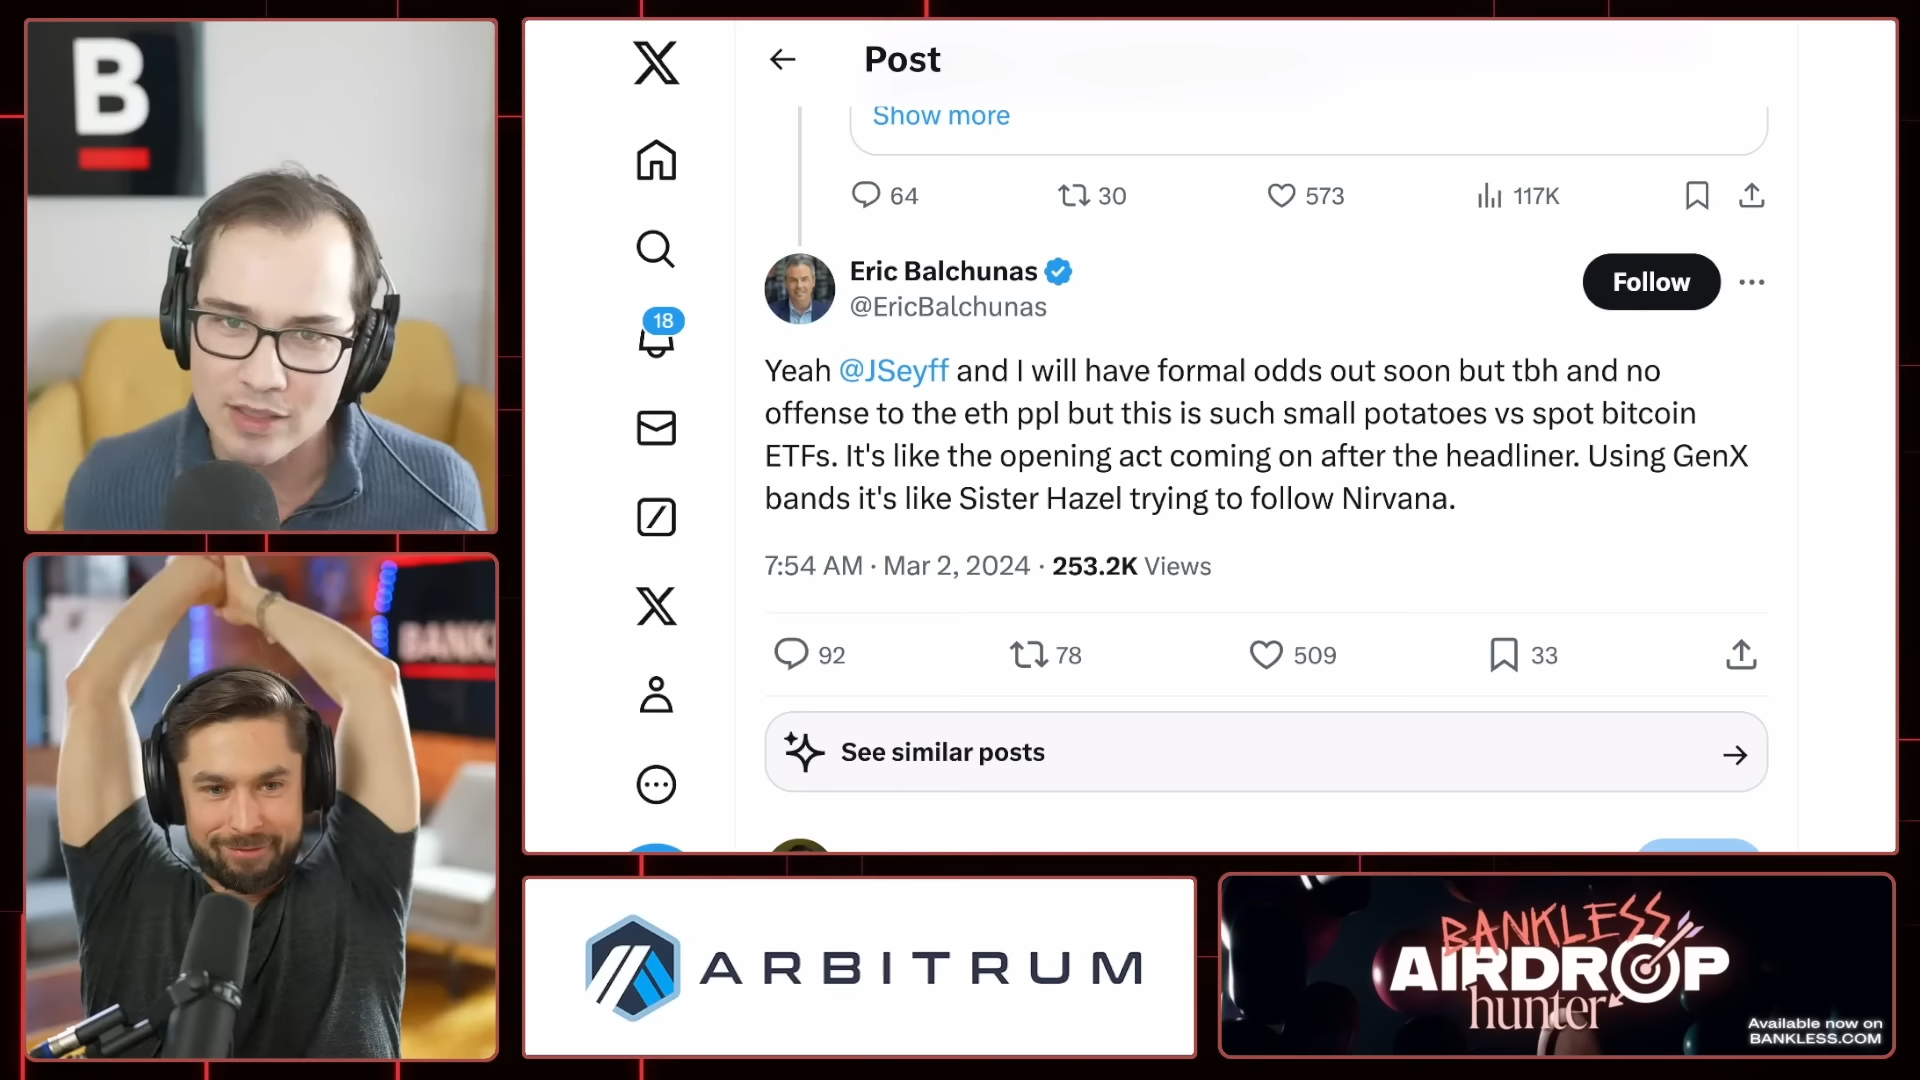 B
BANK
Post
Show more
64
30
573
117K
18
Eric Balchunas
@EricBalchunas
Follow
Yeah @JSeyff and I will have formal odds out soon but tbh and no
offense to the eth ppl but this is such small potatoes vs spot bitcoin
ETFs. It's like the opening act coming on after the headliner. Using GenX
bands it's like Sister Hazel trying to follow Nirvana.
7:54 AM · Mar 2, 2024 · 253.2K Views
92
78
509
33
See similar posts
ARBITRUM
BANKLESS
AIRDROP
hunter
Available now on
BANKLESS.COM